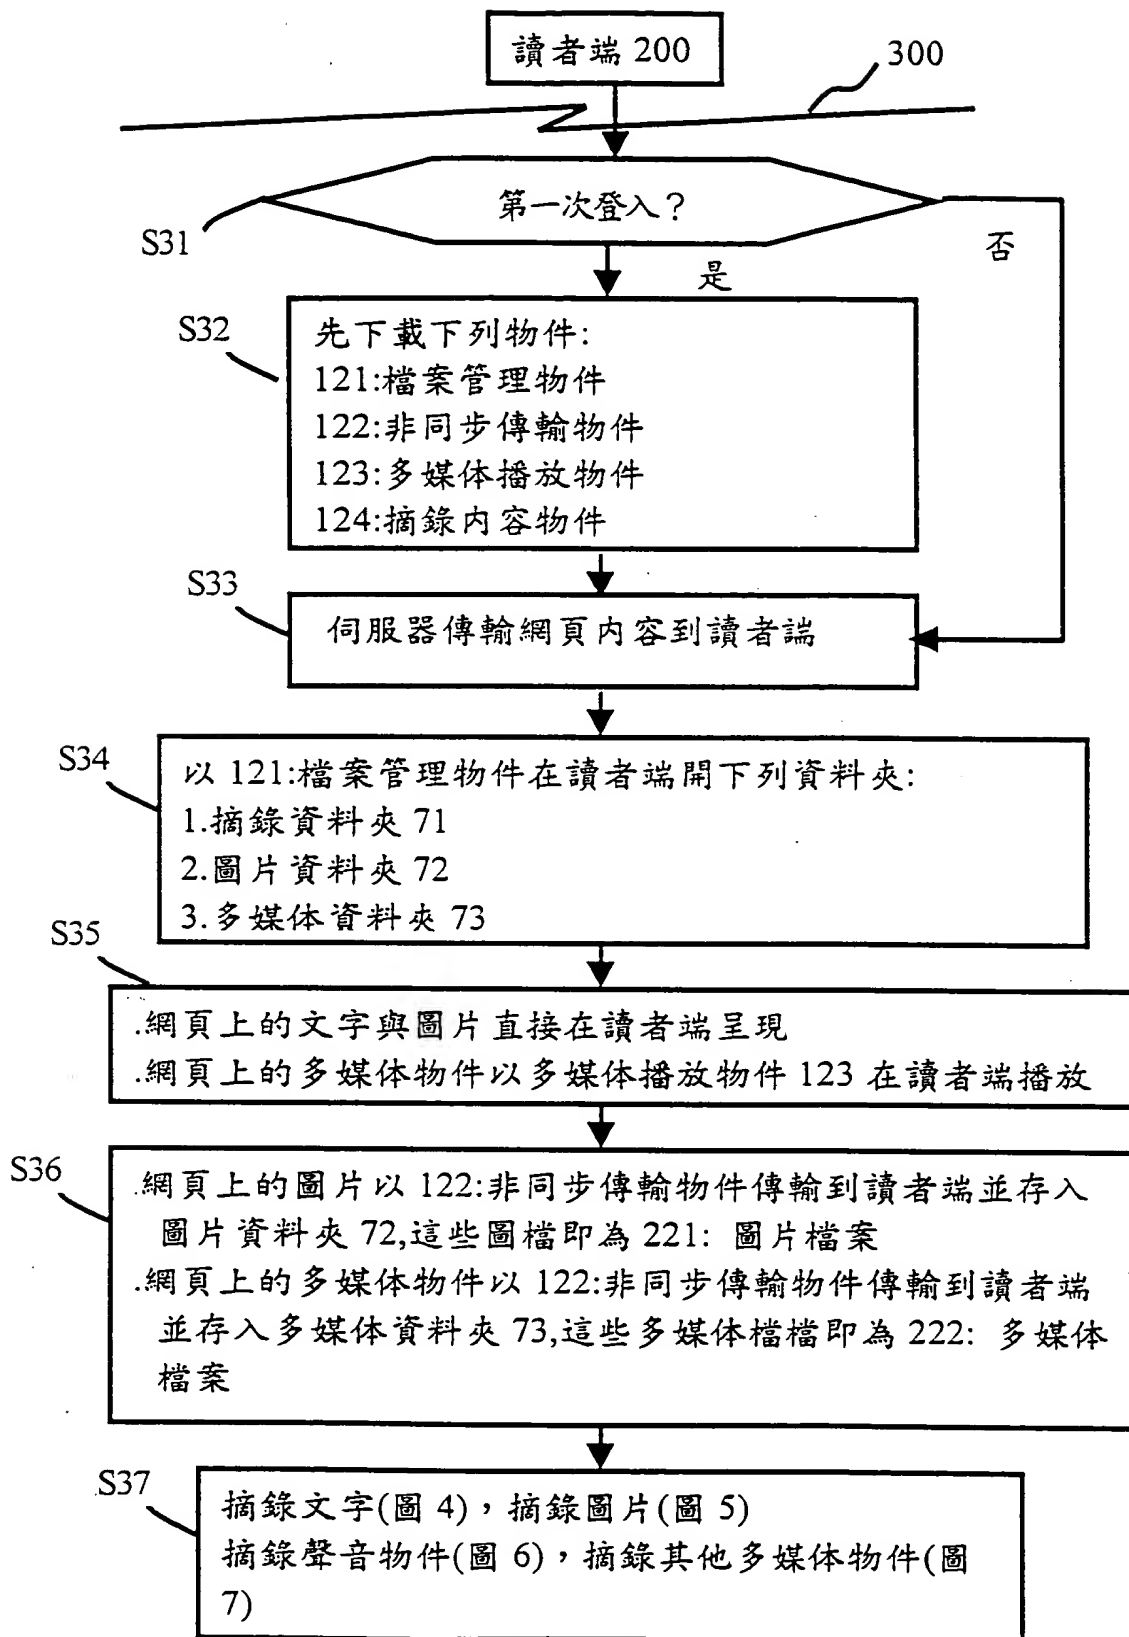 讀者端 200
300
第一次登入？
S31
否
是
S32
先下載下列物件:
121:檔案管理物件
122:非同步傳輸物件
123:多媒体播放物件
124:摘錄內容物件
S33
伺服器傳輸網頁內容到讀者端
S34
以 121:檔案管理物件在讀者端開下列資料夾:
1.摘錄資料夾 71
2.圖片資料夾 72
3.多媒体資料夾 73
S35
.網頁上的文字與圖片直接在讀者端呈現
.網頁上的多媒体物件以多媒体播放物件 123 在讀者端播放
S36
.網頁上的圖片以 122:非同步傳輸物件傳輸到讀者端並存入
圖片資料夾 72,這些圖檔即為 221: 圖片檔案
.網頁上的多媒体物件以 122:非同步傳輸物件傳輸到讀者端
並存入多媒体資料夾 73,這些多媒体檔檔即為 222: 多媒体
檔案
S37
摘錄文字(圖 4)，摘錄圖片(圖 5)
摘錄聲音物件(圖 6)，摘錄其他多媒体物件(圖
7)